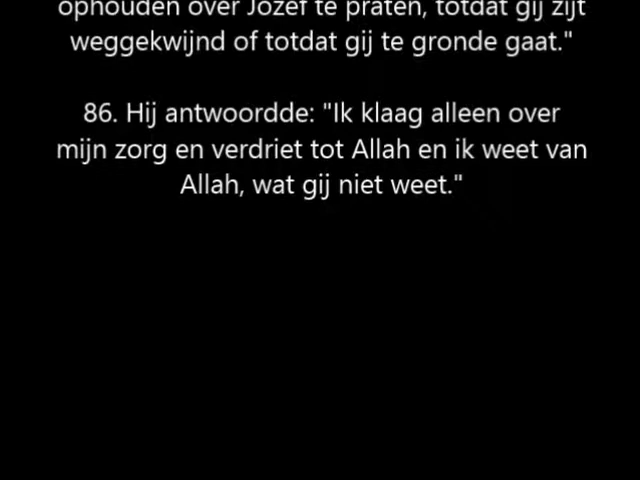 ophouden over Jozef te praten, totdat gij zijt
weggekwijnd of totdat gij te gronde gaat."
86. Hij antwoordde: "Ik klaag alleen over
mijn zorg en verdriet tot Allah en ik weet van
Allah, wat gij niet weet."